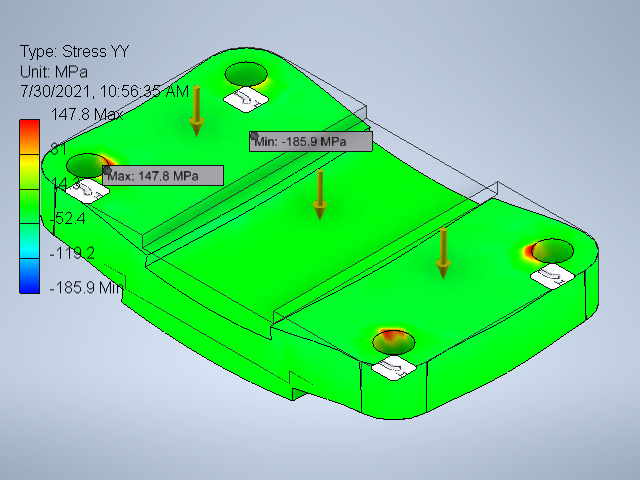 Type: Stress YY
Unit: MPa
7/30/2021, 10:56:35 AM
147.8 Max
81
14.3
-52.4
-119.2
-185.9 Min
Min: -185.9 MPa
Max: 147.8 MPa